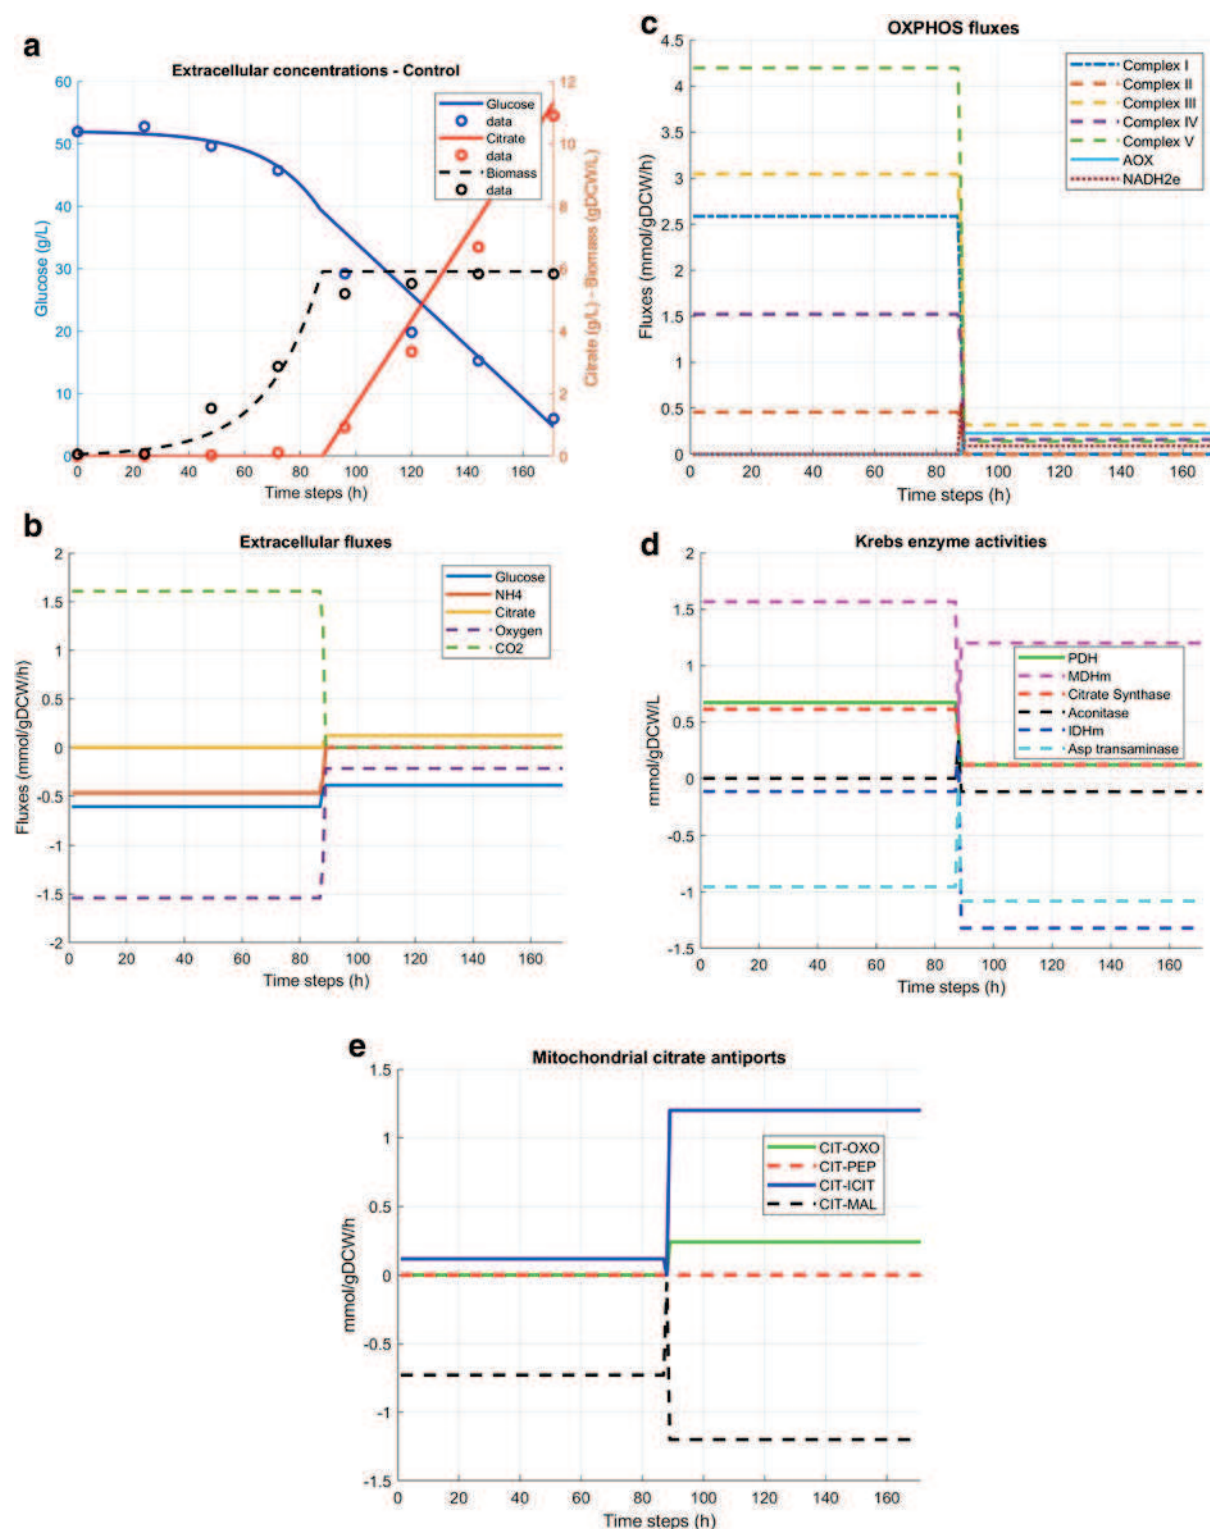 a
Extracellular concentrations - Control
60
50
40
30
20
10
0
Glucose (g/L)
12
10
8
6
4
2
0
Citrate (g/L) - Biomass (gDCW/L)
Glucose
data
Citrate
data
Biomass
data
0 20 40 60 80 100 120 140 160
Time steps (h)
b
Extracellular fluxes
2
1.5
1
0.5
0
-0.5
-1
-1.5
-2
Fluxes (mmol/gDCW/h)
Glucose
NH4
Citrate
Oxygen
CO2
0 20 40 60 80 100 120 140 160
Time steps (h)
c
OXPHOS fluxes
4.5
4
3.5
3
2.5
2
1.5
1
0.5
0
Fluxes (mmol/gDCW/h)
Complex I
Complex II
Complex III
Complex IV
Complex V
AOX
NADH2e
0 20 40 60 80 100 120 140 160
Time steps (h)
d
Krebs enzyme activities
2
1.5
1
0.5
0
-0.5
-1
-1.5
mmol/gDCW/L
PDH
MDHm
Citrate Synthase
Aconitase
IDHm
Asp transaminase
0 20 40 60 80 100 120 140 160
Time steps (h)
e
Mitochondrial citrate antiports
1.5
1
0.5
0
-0.5
-1
-1.5
mmol/gDCW/h
CIT-OXO
CIT-PEP
CIT-ICIT
CIT-MAL
0 20 40 60 80 100 120 140 160
Time steps (h)